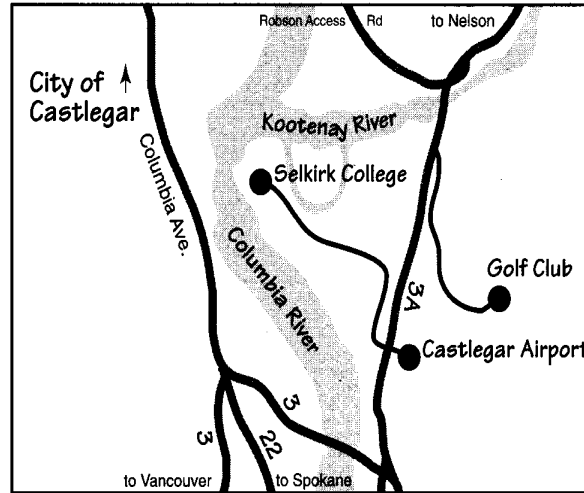 Robson Access Rd
to Nelson
City of
Castlegar
Kootenay River
Columbia Ave.
Selkirk College
Columbia River
Golf Club
3A
Castlegar Airport
3
3
22
to Vancouver
to Spokane